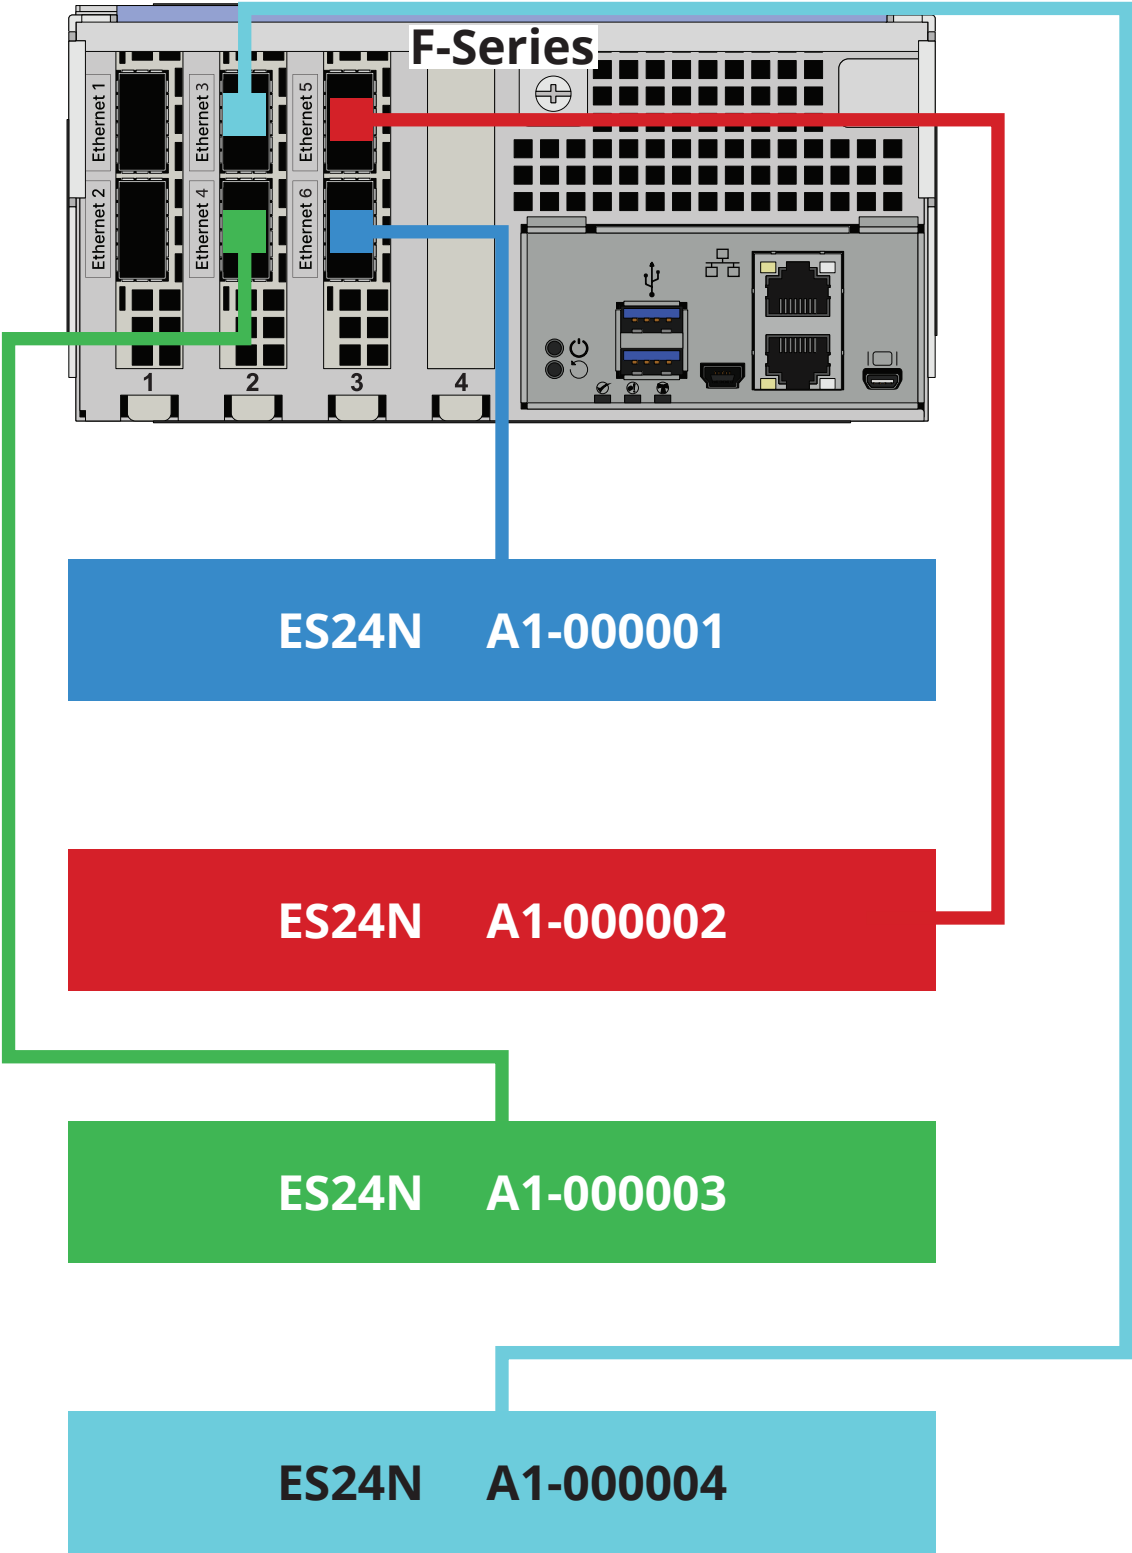 F-Series
Ethernet 1
Ethernet 3
Ethernet 5
Ethernet 2
Ethernet 4
Ethernet 6
1 2 3 4
ES24N A1-000001
ES24N A1-000002
ES24N A1-000003
ES24N A1-000004